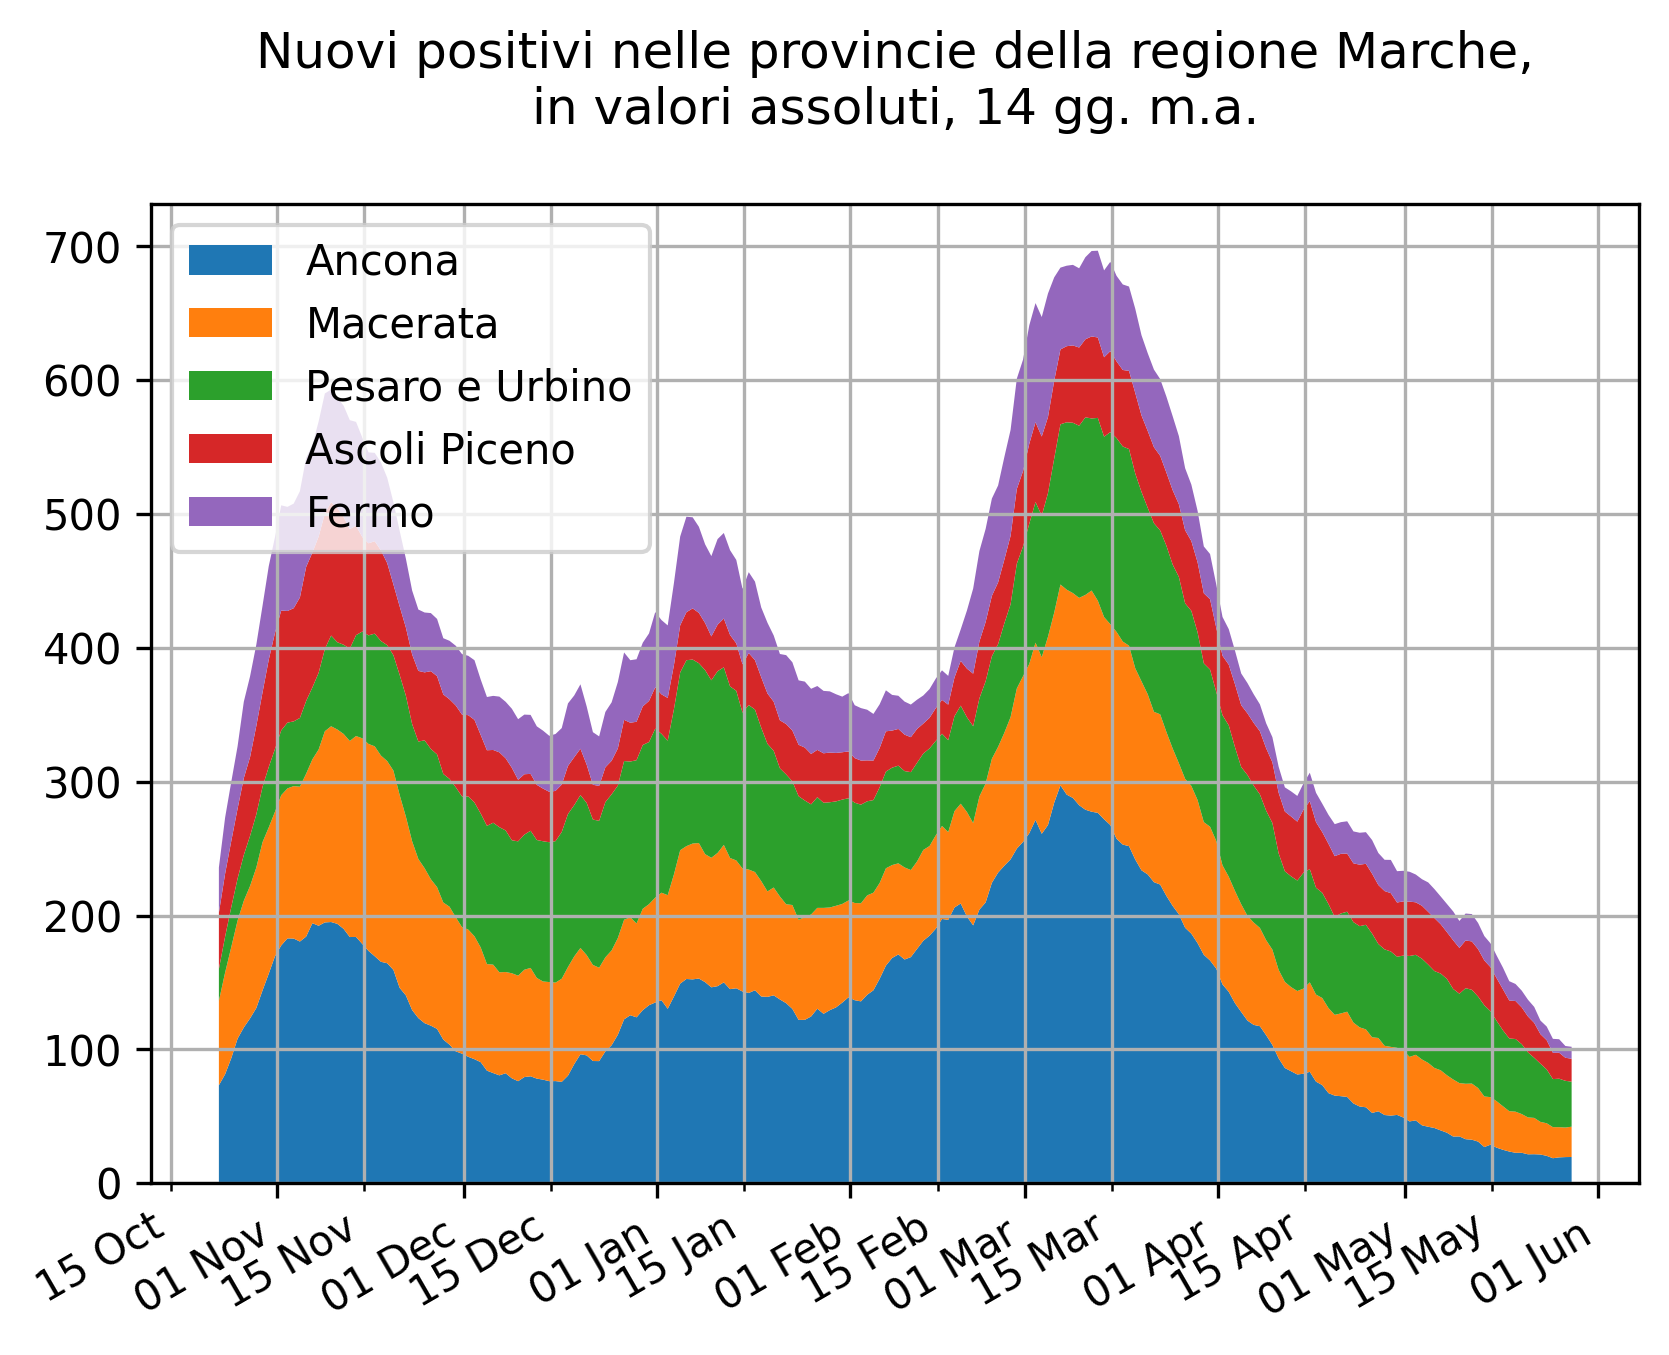 Nuovi positivi nelle provincie della regione Marche,
in valori assoluti, 14 gg. m.a.
700
600
500
400
300
200
100
0
Ancona
Macerata
Pesaro e Urbino
Ascoli Piceno
Fermo
15 Oct
01 Nov
15 Nov
01 Dec
15 Dec
01 Jan
15 Jan
01 Feb
15 Feb
01 Mar
15 Mar
01 Apr
15 Apr
01 May
15 May
01 Jun